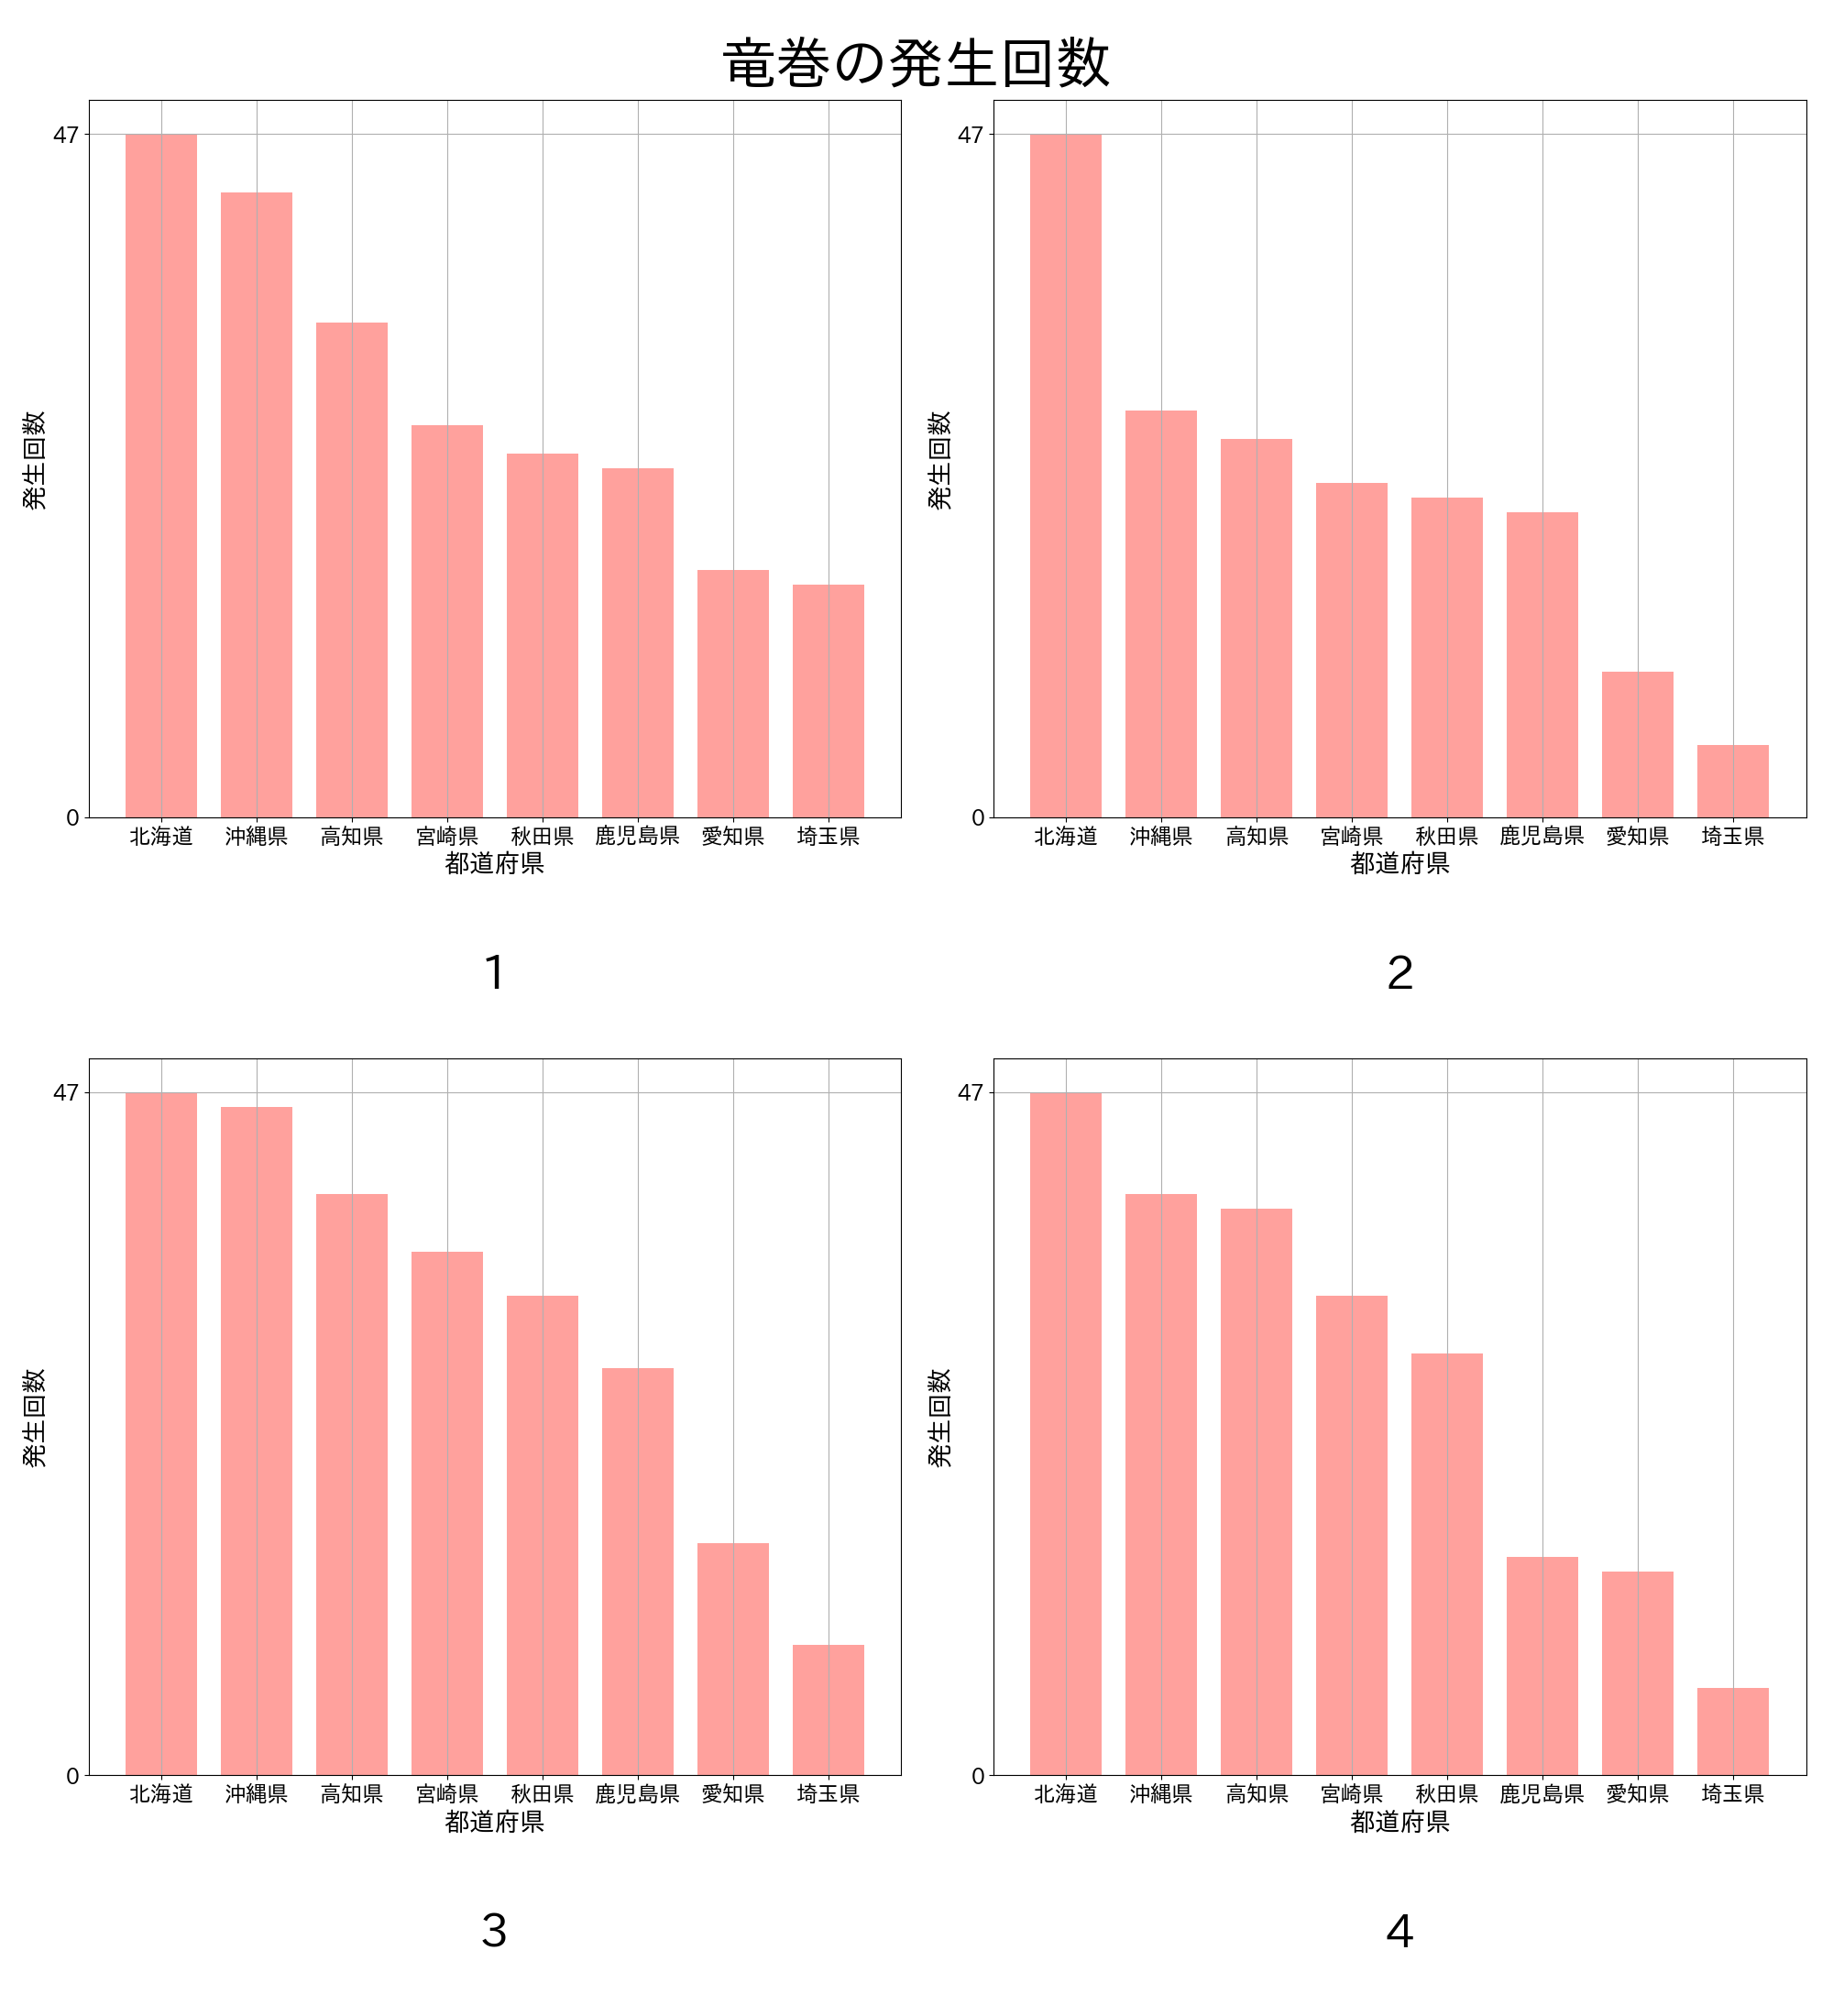 竜巻の発生回数
47
0
発生回数
北海道 沖縄県 高知県 宮崎県 秋田県 鹿児島県 愛知県 埼玉県
都道府県
1
47
0
発生回数
北海道 沖縄県 高知県 宮崎県 秋田県 鹿児島県 愛知県 埼玉県
都道府県
2
47
0
発生回数
北海道 沖縄県 高知県 宮崎県 秋田県 鹿児島県 愛知県 埼玉県
都道府県
3
47
0
発生回数
北海道 沖縄県 高知県 宮崎県 秋田県 鹿児島県 愛知県 埼玉県
都道府県
4